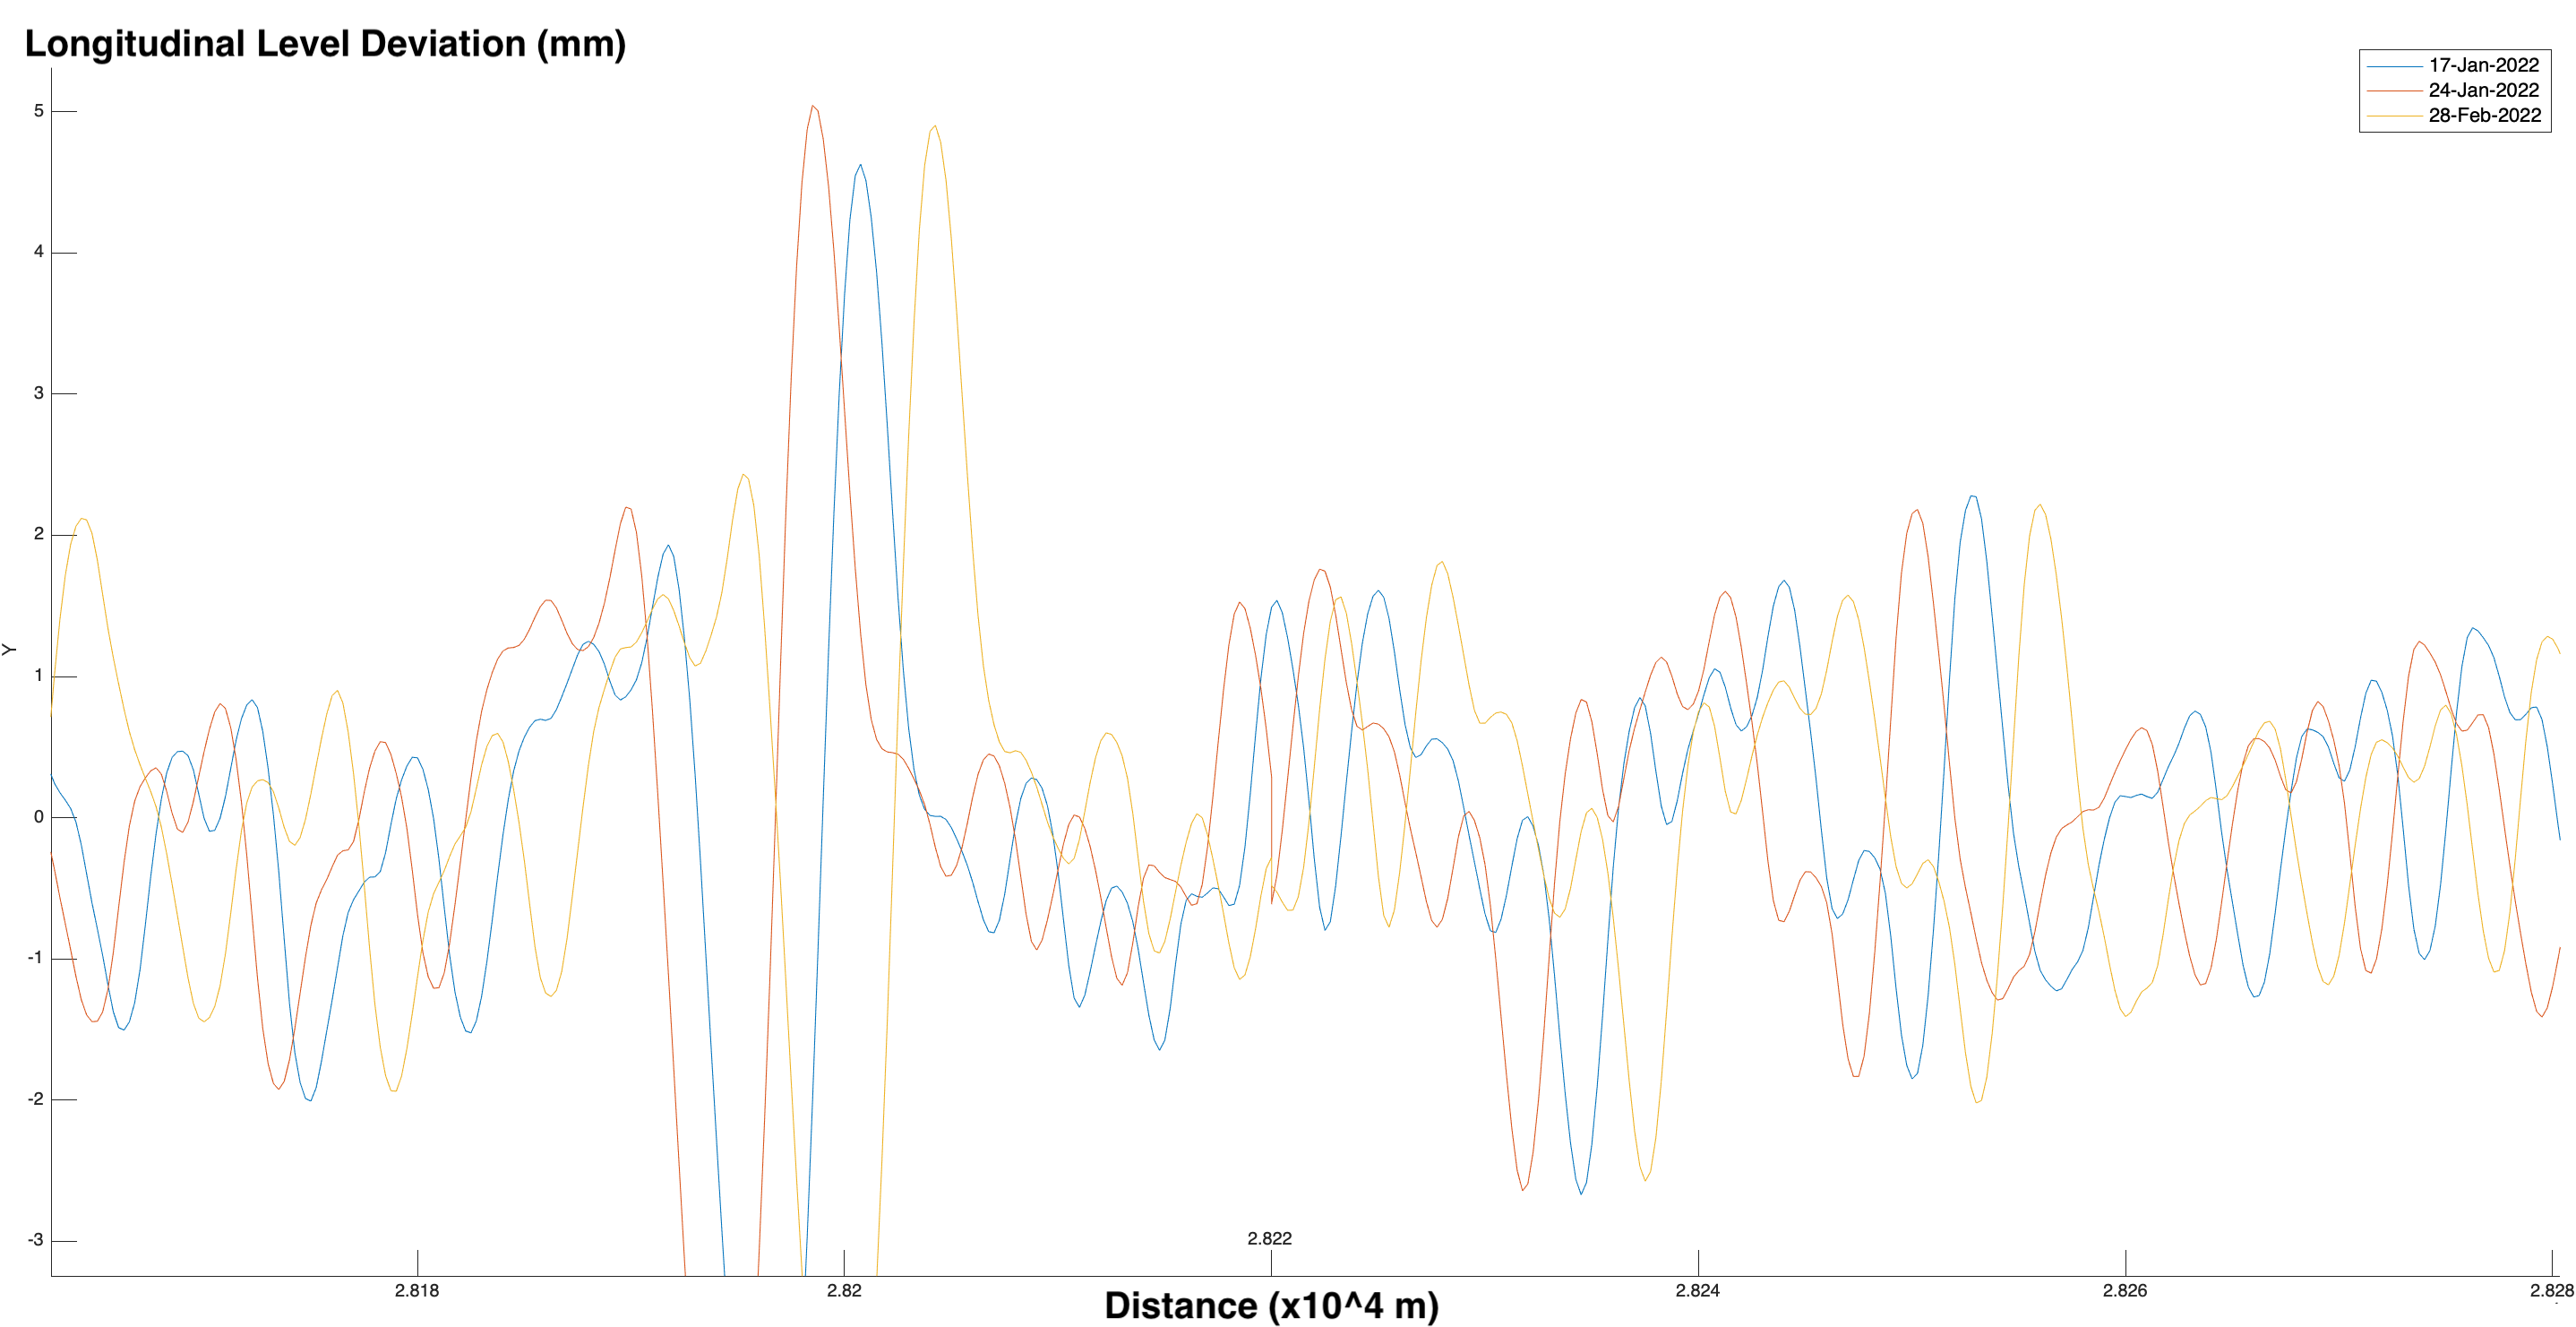 Longitudinal Level Deviation (mm)
17-Jan-2022
24-Jan-2022
28-Feb-2022
5
4
3
2
1
0
-1
-2
-3
Y
2.822
2.818
2.82
2.824
2.826
2.828
Distance (x10^4 m)